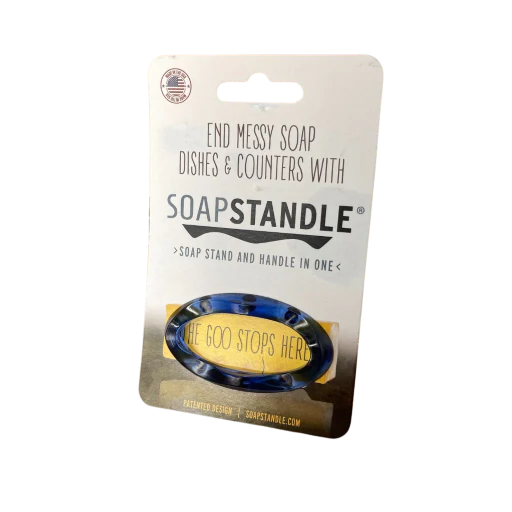 END MESSY SOAP
DISHES & COUNTERS WITH
SOAPSTANDLE®
>SOAP STAND AND HANDLE IN ONE<
THE GOO STOPS HERE
PATENTED DESIGN | SOAPSTANDLE.COM